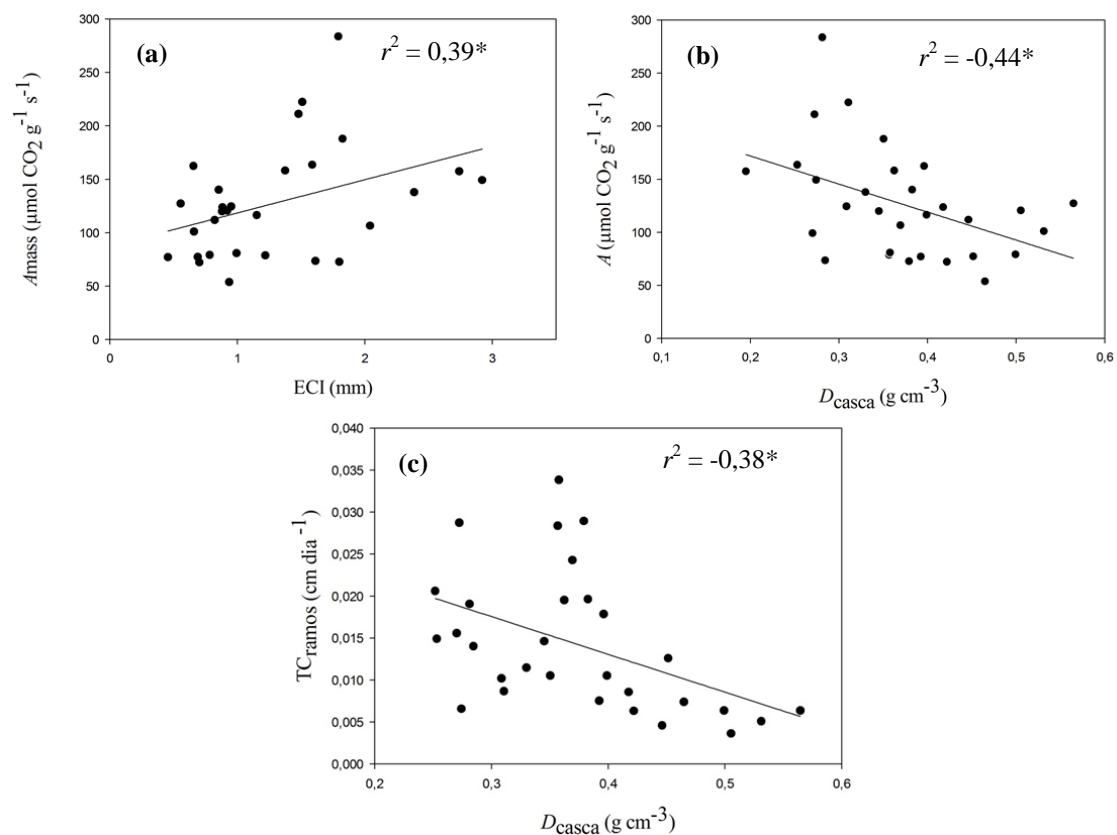 (a)
r² = 0,39*
Amass (µmol CO₂ g⁻¹ s⁻¹)
300
250
200
150
100
50
0
0 1 2 3
ECI (mm)
(b)
r² = -0,44*
A (µmol CO₂ g⁻¹ s⁻¹)
300
250
200
150
100
50
0
0,1 0,2 0,3 0,4 0,5 0,6
Dcasca (g cm⁻³)
(c)
r² = -0,38*
TCramos (cm dia ⁻¹)
0,040
0,035
0,030
0,025
0,020
0,015
0,010
0,005
0,000
0,2 0,3 0,4 0,5 0,6
Dcasca (g cm⁻³)